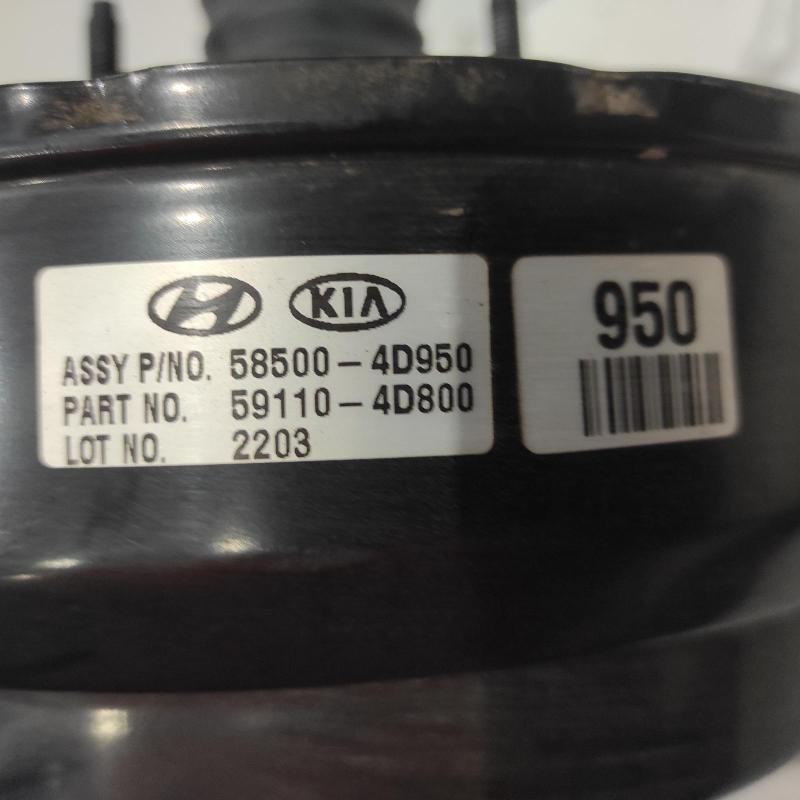 KIA
ASSY P/NO. 58500-4D950
PART NO. 59110-4D800
LOT NO. 2203
950